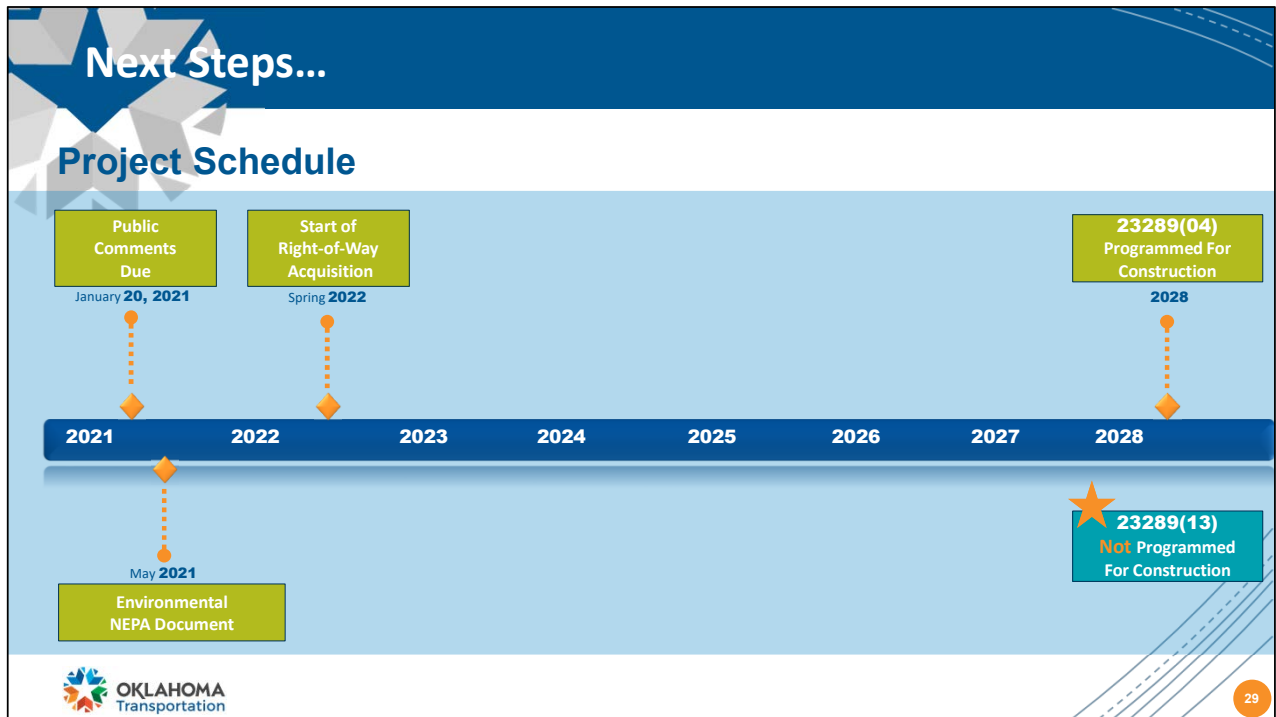 Next Steps…
Project Schedule
Public
Comments
Due
January 20, 2021
Start of
Right-of-Way
Acquisition
Spring 2022
23289(04)
Programmed For
Construction
2028
2021 2022 2023 2024 2025 2026 2027 2028
May 2021
Environmental
NEPA Document
23289(13)
Not Programmed
For Construction
OKLAHOMA
Transportation
29